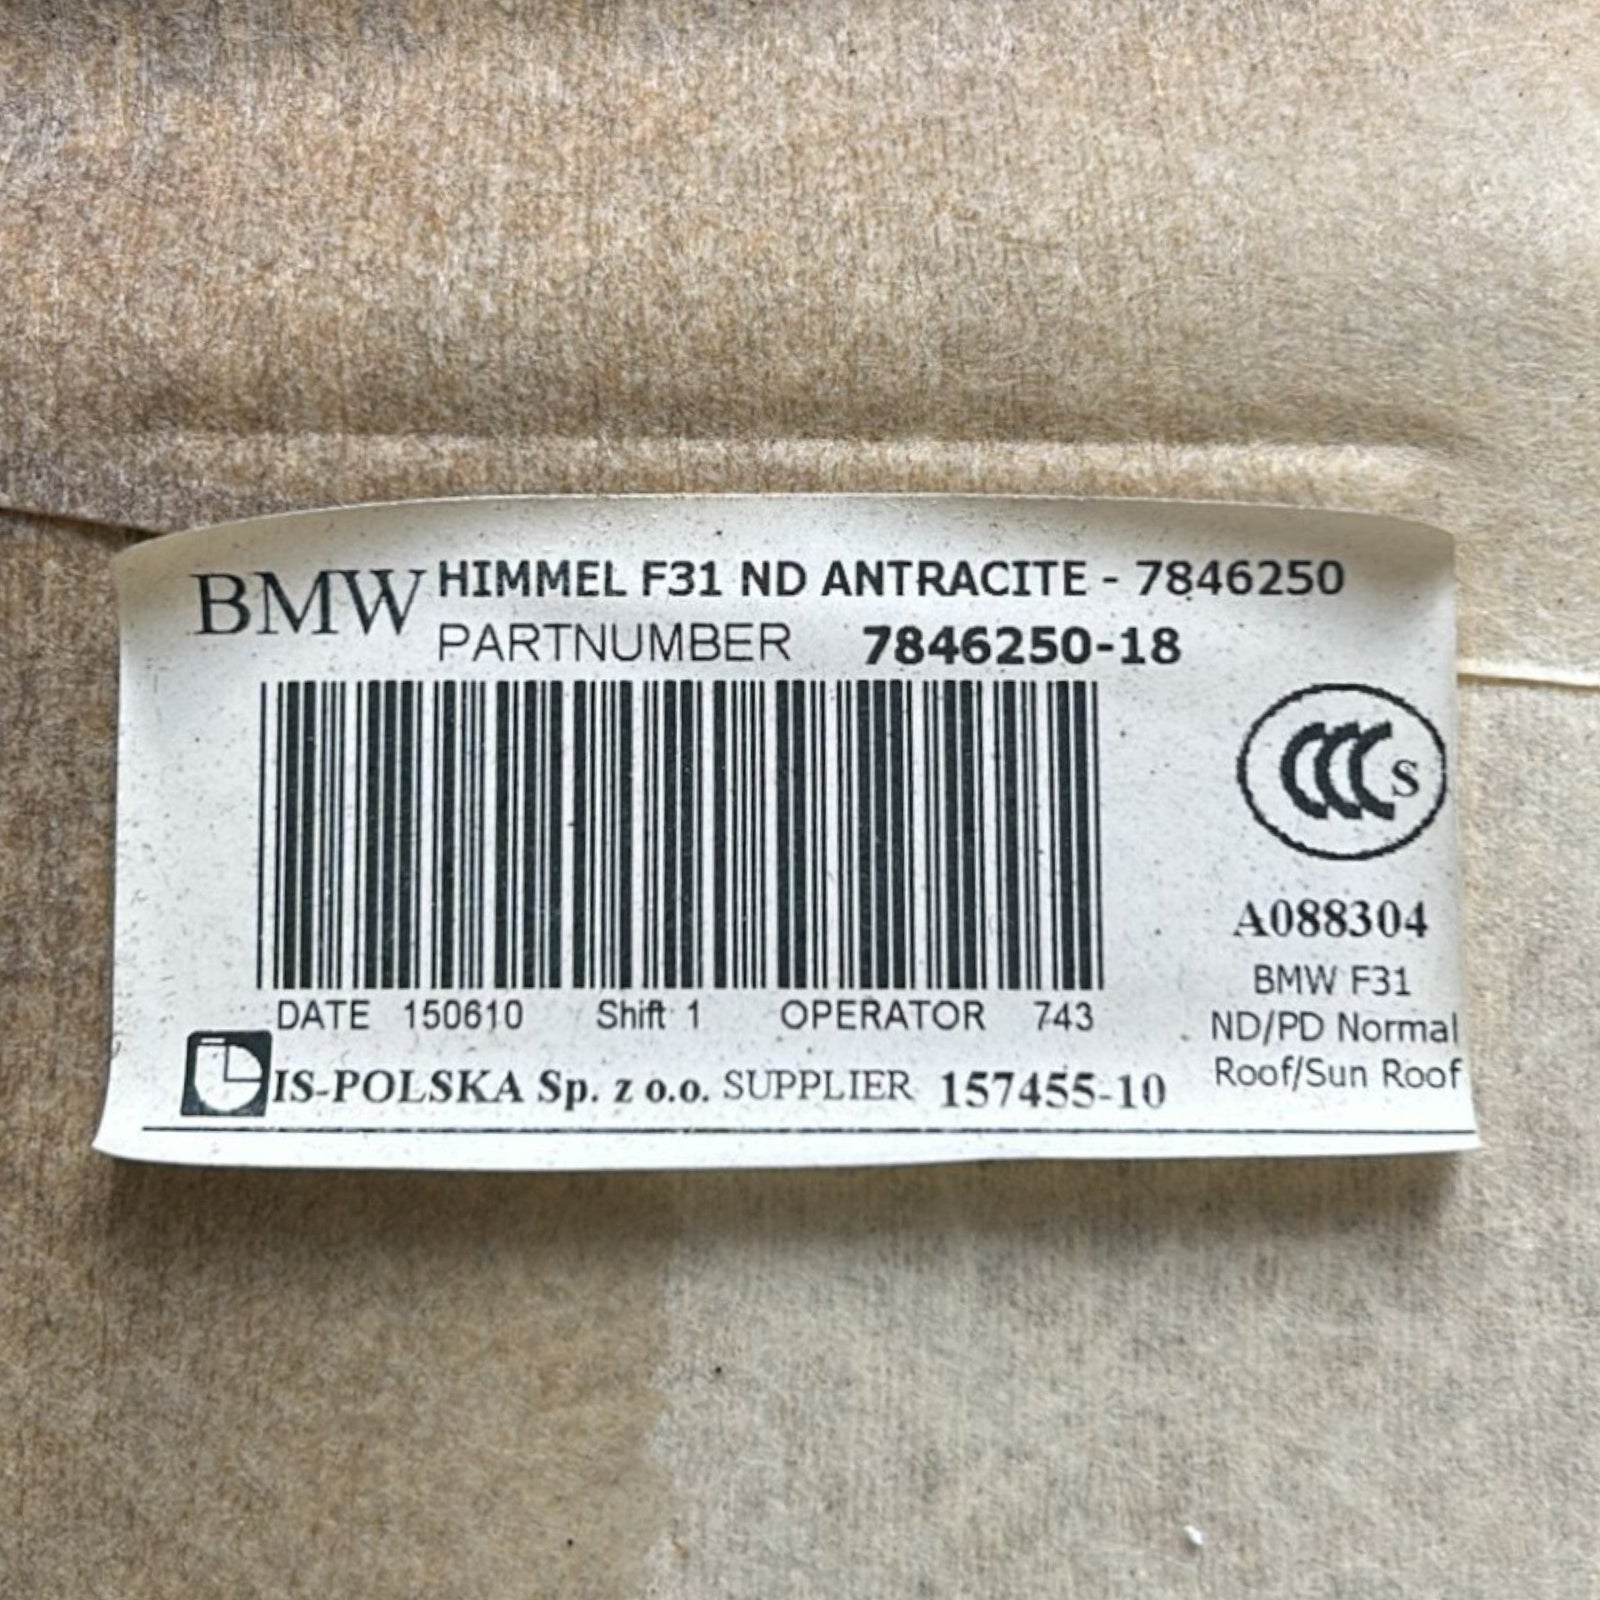 BMW HIMMEL F31 ND ANTRACITE - 7846250
PARTNUMBER 7846250-18
CCC S
A088304
BMW F31
ND/PD Normal
Roof/Sun Roof
DATE 150610 Shift 1 OPERATOR 743
IS-POLSKA Sp. z o.o. SUPPLIER 157455-10